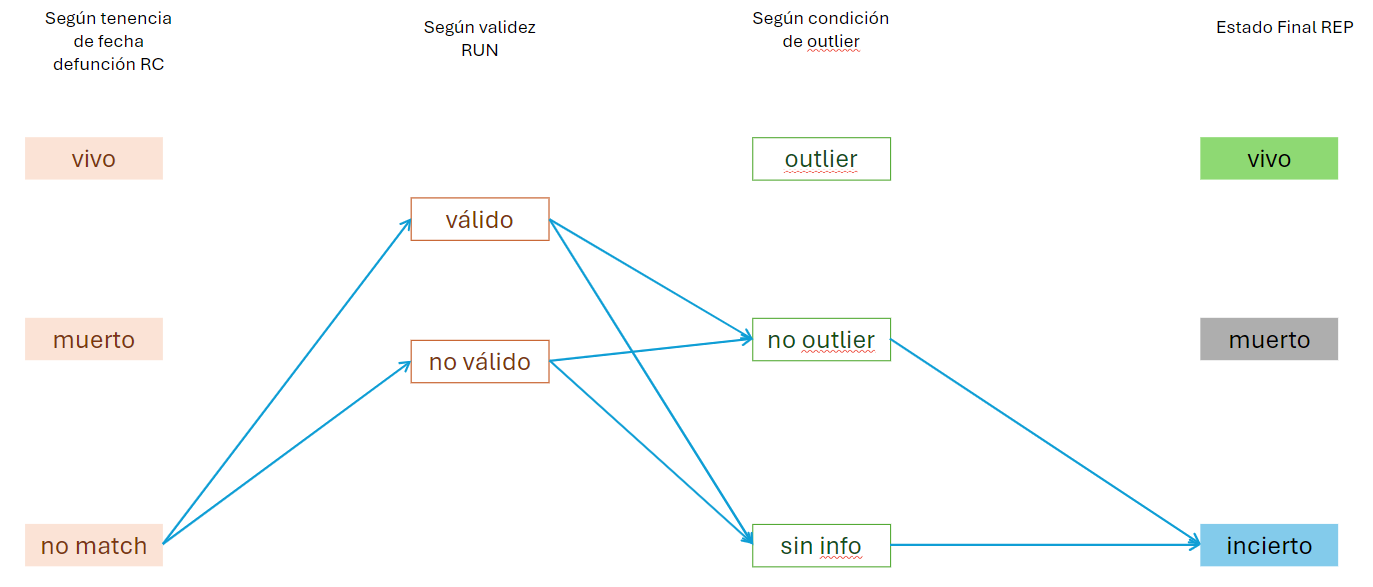 Según tenencia
de fecha
defunción RC
Según validez
RUN
Según condición
de outlier
Estado Final REP
vivo
outlier
vivo
válido
muerto
no outlier
muerto
no válido
no match
sin info
incierto